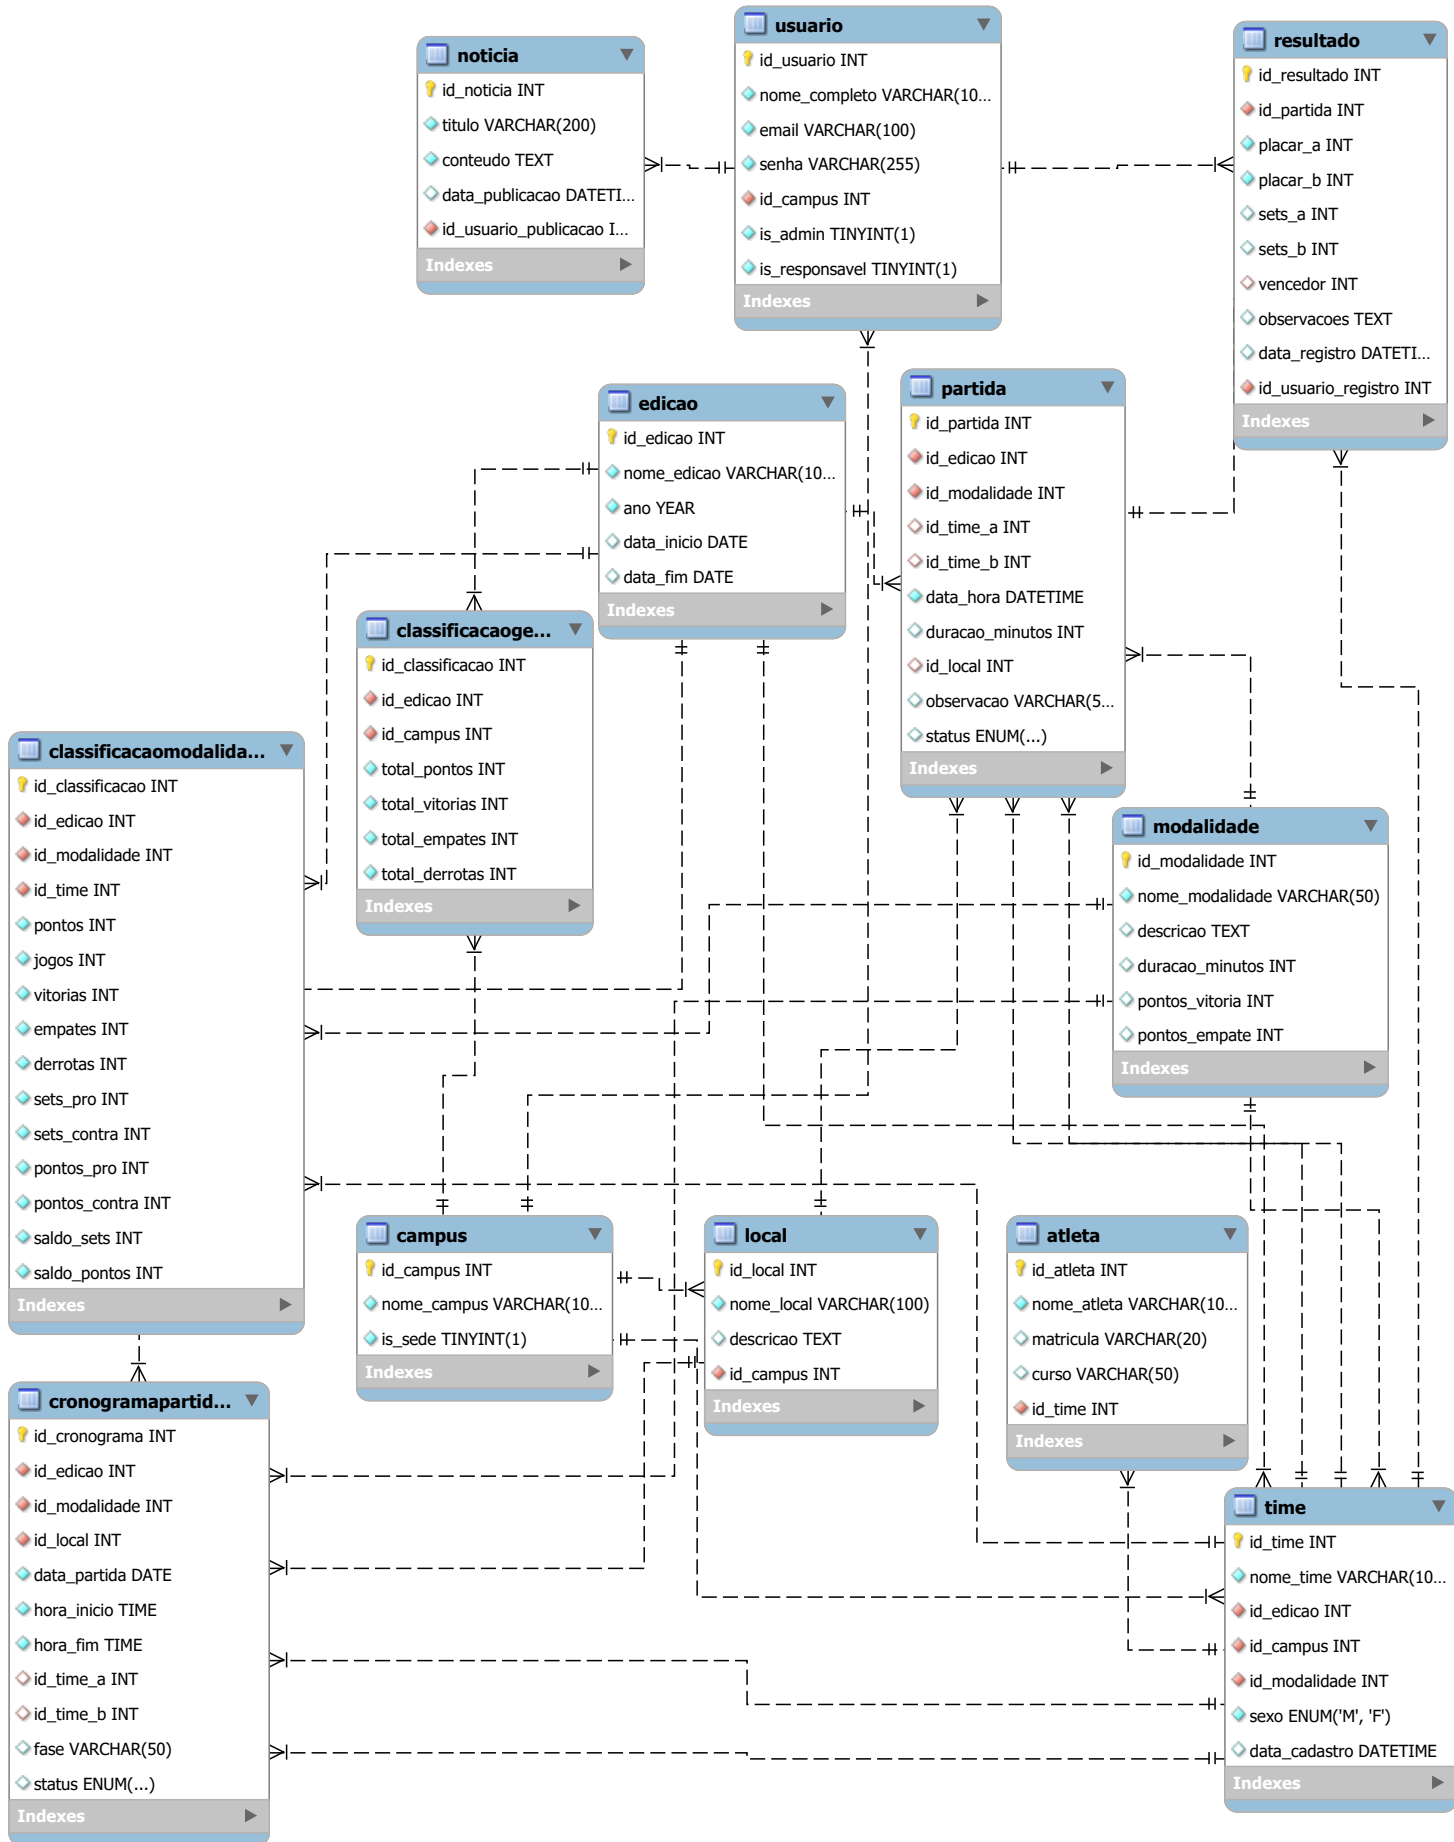 noticia
id_noticia INT
titulo VARCHAR(200)
conteudo TEXT
data_publicacao DATETI...
id_usuario_publicacao I...
Indexes
usuario
id_usuario INT
nome_completo VARCHAR(10...
email VARCHAR(100)
senha VARCHAR(255)
id_campus INT
is_admin TINYINT(1)
is_responsavel TINYINT(1)
Indexes
resultado
id_resultado INT
id_partida INT
placar_a INT
placar_b INT
sets_a INT
sets_b INT
vencedor INT
observacoes TEXT
data_registro DATETI...
id_usuario_registro INT
Indexes
edicao
id_edicao INT
nome_edicao VARCHAR(10...
ano YEAR
data_inicio DATE
data_fim DATE
Indexes
partida
id_partida INT
id_edicao INT
id_modalidade INT
id_time_a INT
id_time_b INT
data_hora DATETIME
duracao_minutos INT
id_local INT
observacao VARCHAR(5...
status ENUM(...)
Indexes
classificacaoge...
id_classificacao INT
id_edicao INT
id_campus INT
total_pontos INT
total_vitorias INT
total_empates INT
total_derrotas INT
Indexes
classificacaomodalida...
id_classificacao INT
id_edicao INT
id_modalidade INT
id_time INT
pontos INT
jogos INT
vitorias INT
empates INT
derrotas INT
sets_pro INT
sets_contra INT
pontos_pro INT
pontos_contra INT
saldo_sets INT
saldo_pontos INT
Indexes
modalidade
id_modalidade INT
nome_modalidade VARCHAR(50)
descricao TEXT
duracao_minutos INT
pontos_vitoria INT
pontos_empate INT
Indexes
campus
id_campus INT
nome_campus VARCHAR(10...
is_sede TINYINT(1)
Indexes
local
id_local INT
nome_local VARCHAR(100)
descricao TEXT
id_campus INT
Indexes
atleta
id_atleta INT
nome_atleta VARCHAR(10...
matricula VARCHAR(20)
curso VARCHAR(50)
id_time INT
Indexes
cronogramapartid...
id_cronograma INT
id_edicao INT
id_modalidade INT
id_local INT
data_partida DATE
hora_inicio TIME
hora_fim TIME
id_time_a INT
id_time_b INT
fase VARCHAR(50)
status ENUM(...)
Indexes
time
id_time INT
nome_time VARCHAR(10...
id_edicao INT
id_campus INT
id_modalidade INT
sexo ENUM('M', 'F')
data_cadastro DATETIME
Indexes